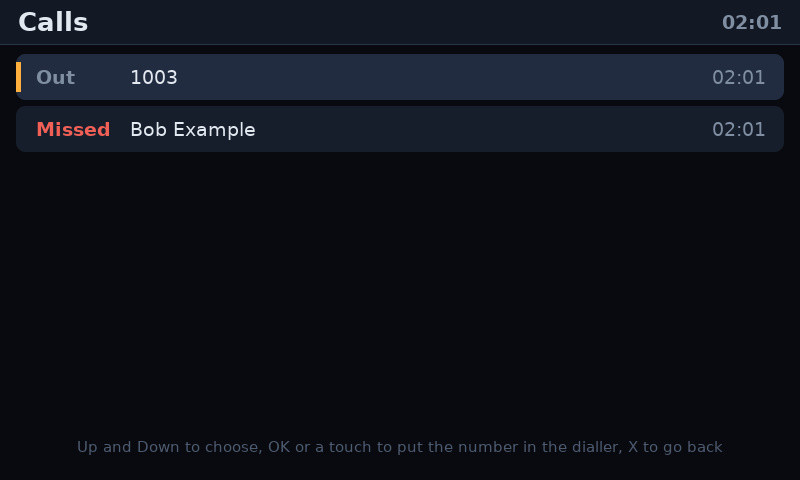 Calls 02:01
Out 1003 02:01
Missed Bob Example 02:01
Up and Down to choose, OK or a touch to put the number in the dialler, X to go back